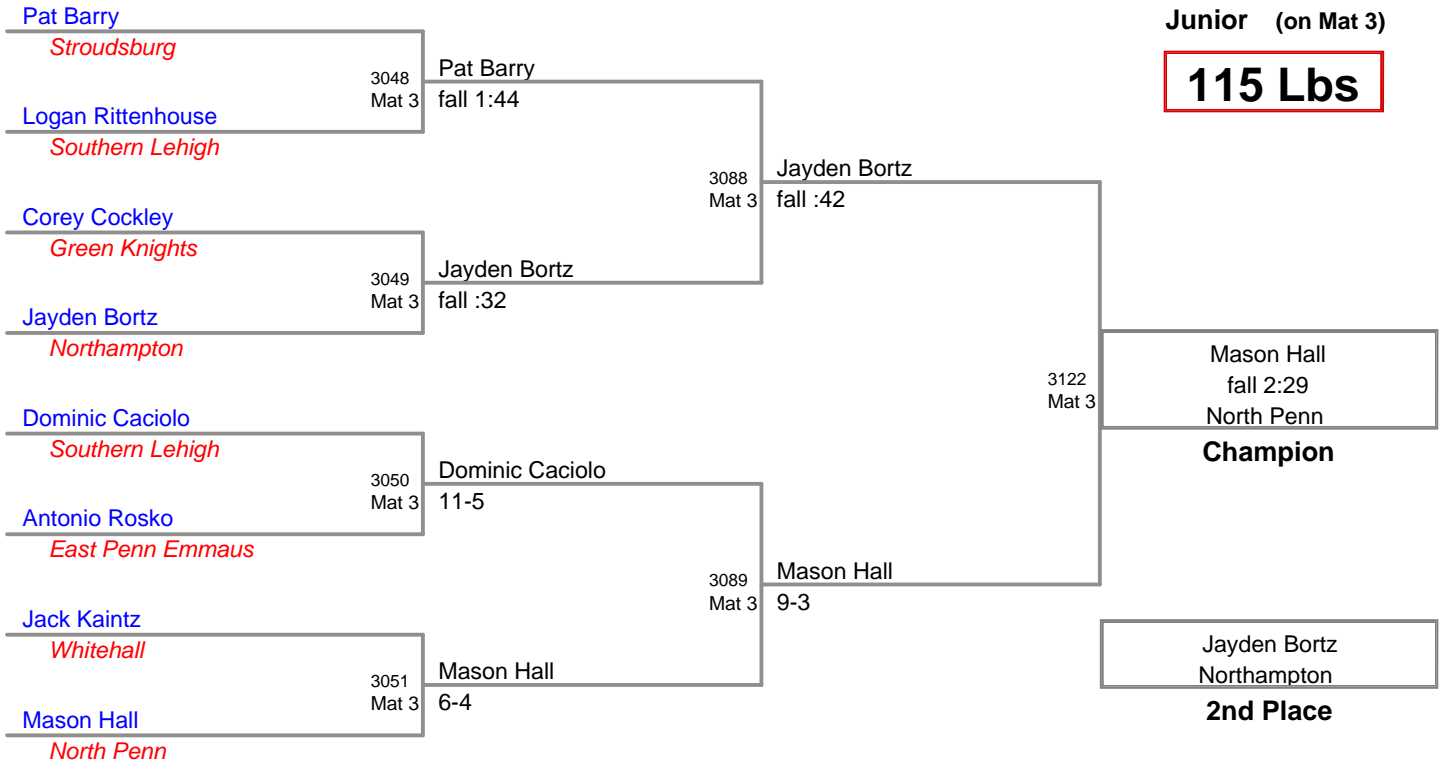 Junior (on Mat 3)
115 Lbs
Pat Barry
Stroudsburg
3048
Mat 3
Pat Barry
fall 1:44
Logan Rittenhouse
Southern Lehigh
3088
Mat 3
Jayden Bortz
fall :42
Corey Cockley
Green Knights
3049
Mat 3
Jayden Bortz
fall :32
Jayden Bortz
Northampton
3122
Mat 3
Mason Hall
fall 2:29
North Penn
Champion
Dominic Caciolo
Southern Lehigh
3050
Mat 3
Dominic Caciolo
11-5
Antonio Rosko
East Penn Emmaus
3089
Mat 3
Mason Hall
9-3
Jack Kaintz
Whitehall
3051
Mat 3
Mason Hall
6-4
Mason Hall
North Penn
Jayden Bortz
Northampton
2nd Place